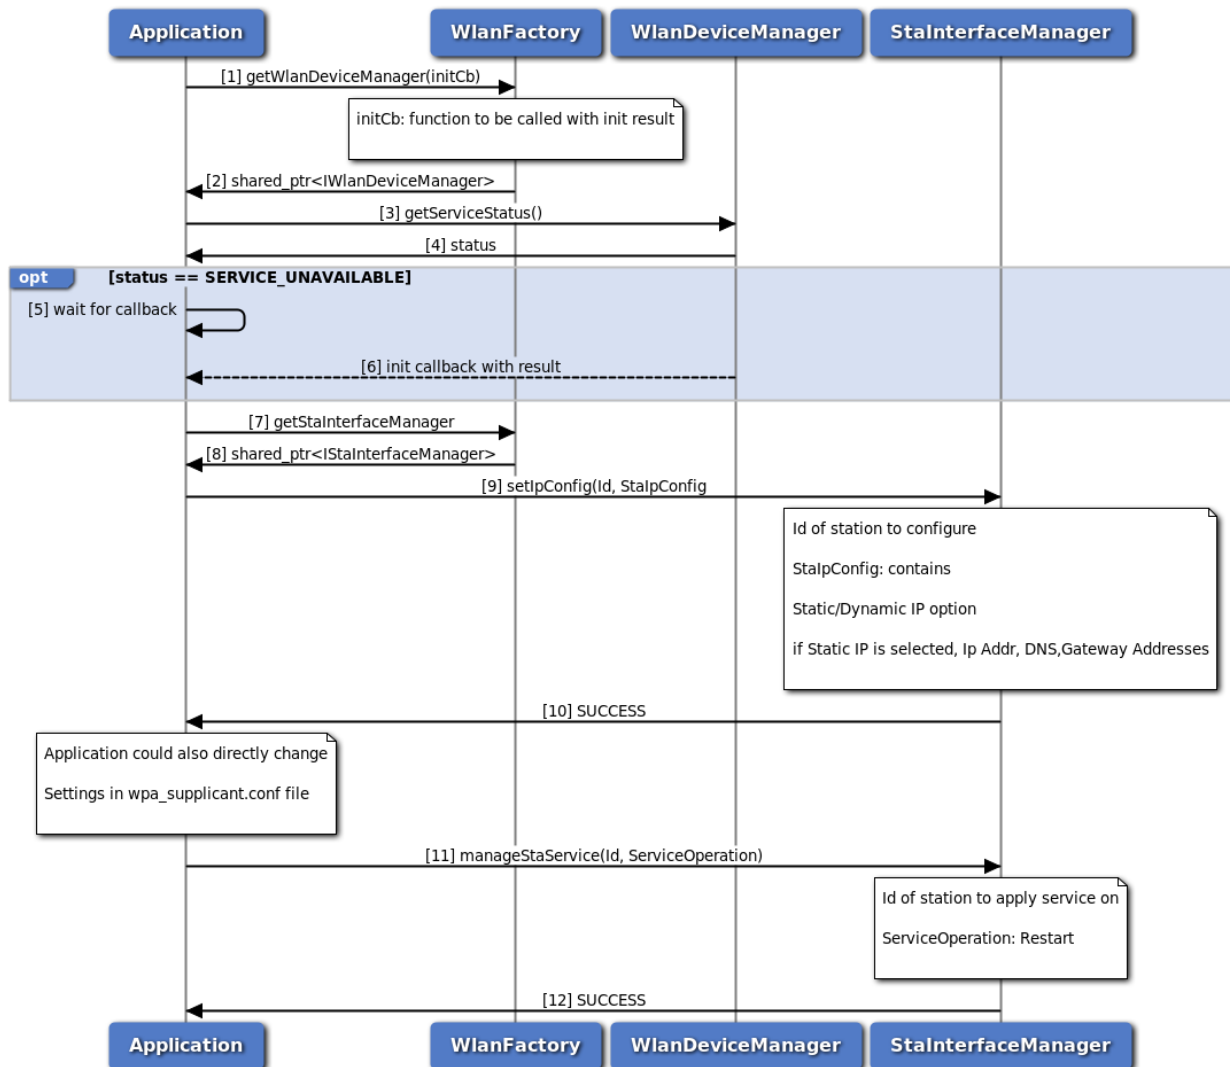 Application
WlanFactory
WlanDeviceManager
StaInterfaceManager
[1] getWlanDeviceManager(initCb)
initCb: function to be called with init result
[2] shared_ptr<IWlanDeviceManager>
[3] getServiceStatus()
[4] status
opt
[status == SERVICE_UNAVAILABLE]
[5] wait for callback
[6] init callback with result
[7] getStaInterfaceManager
[8] shared_ptr<IStaInterfaceManager>
[9] setIpConfig(Id, StaIpConfig
Id of station to configure
StaIpConfig: contains
Static/Dynamic IP option
if Static IP is selected, Ip Addr, DNS,Gateway Addresses
[10] SUCCESS
Application could also directly change
Settings in wpa_supplicant.conf file
[11] manageStaService(Id, ServiceOperation)
Id of station to apply service on
ServiceOperation: Restart
[12] SUCCESS
Application
WlanFactory
WlanDeviceManager
StaInterfaceManager